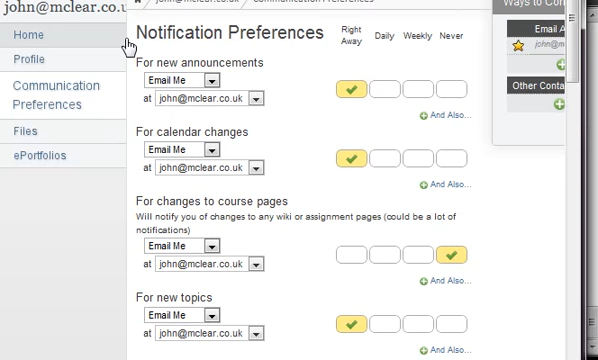 john@mclear.co.u
john@mclear.co.uk / Communication Preferences
Ways to Con
Home
Profile
Communication
Preferences
Files
ePortfolios
Notification Preferences
Right
Away
Daily
Weekly
Never
Email A
john@m
Other Conta
For new announcements
Email Me
at john@mclear.co.uk
And Also...
For calendar changes
Email Me
at john@mclear.co.uk
And Also...
For changes to course pages
Will notify you of changes to any wiki or assignment pages (could be a lot of
notifications)
Email Me
at john@mclear.co.uk
And Also...
For new topics
Email Me
at john@mclear.co.uk
And Also...